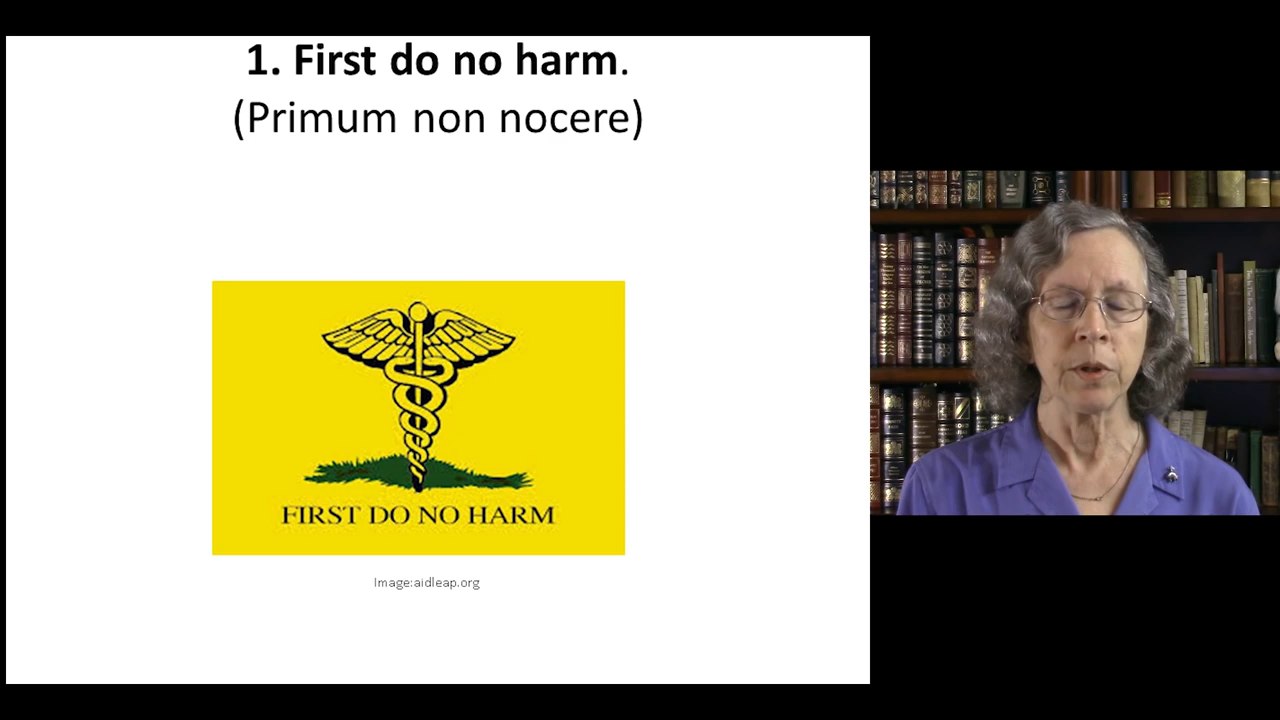 1. First do no harm.
(Primum non nocere)
FIRST DO NO HARM
Image:aidleap.org